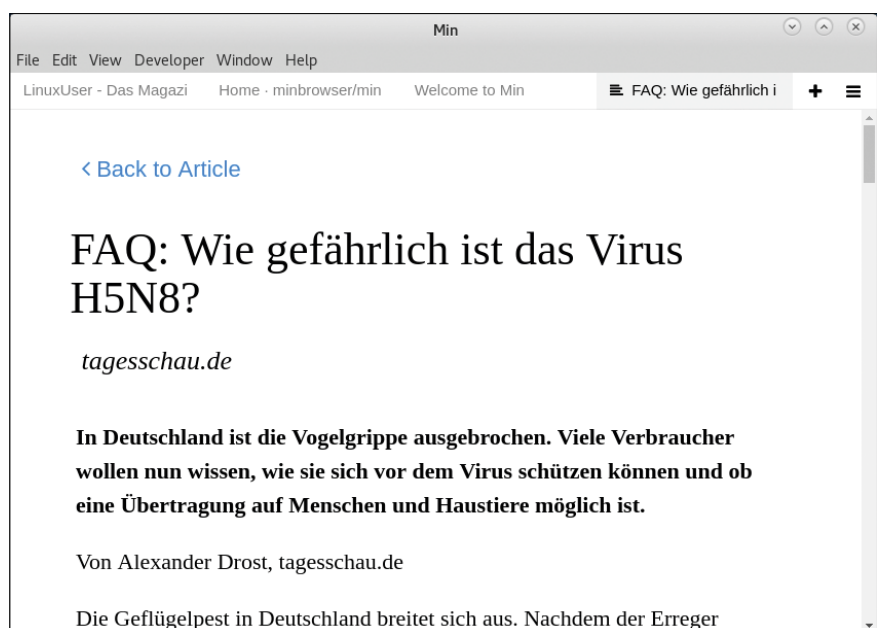 Min
File Edit View Developer Window Help
LinuxUser - Das Magazi Home · minbrowser/min Welcome to Min FAQ: Wie gefährlich i
Back to Article
FAQ: Wie gefährlich ist das Virus
H5N8?
tagesschau.de
In Deutschland ist die Vogelgrippe ausgebrochen. Viele Verbraucher
wollen nun wissen, wie sie sich vor dem Virus schützen können und ob
eine Übertragung auf Menschen und Haustiere möglich ist.
Von Alexander Drost, tagesschau.de
Die Geflügelpest in Deutschland breitet sich aus. Nachdem der Erreger